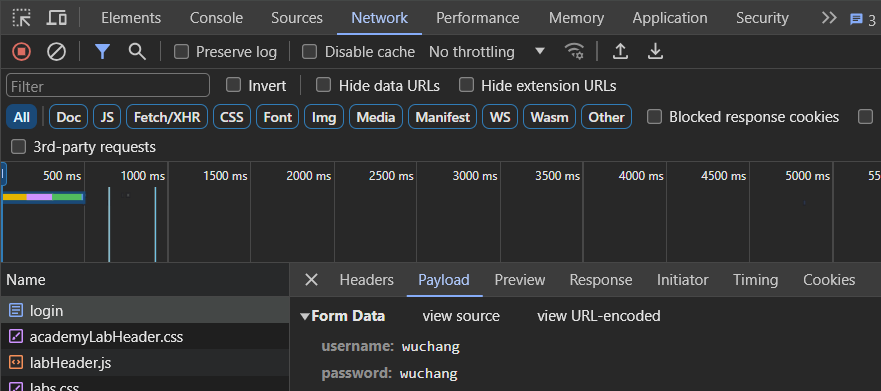 Elements Console Sources Network Performance Memory Application Security 3
Preserve log Disable cache No throttling
Filter Invert Hide data URLs Hide extension URLs
All Doc JS Fetch/XHR CSS Font Img Media Manifest WS Wasm Other Blocked response cookies
3rd-party requests
500 ms 1000 ms 1500 ms 2000 ms 2500 ms 3000 ms 3500 ms 4000 ms 4500 ms 5000 ms 55
Name Headers Payload Preview Response Initiator Timing Cookies
login Form Data view source view URL-encoded
academyLabHeader.css username: wuchang
labHeader.js password: wuchang
labs.css